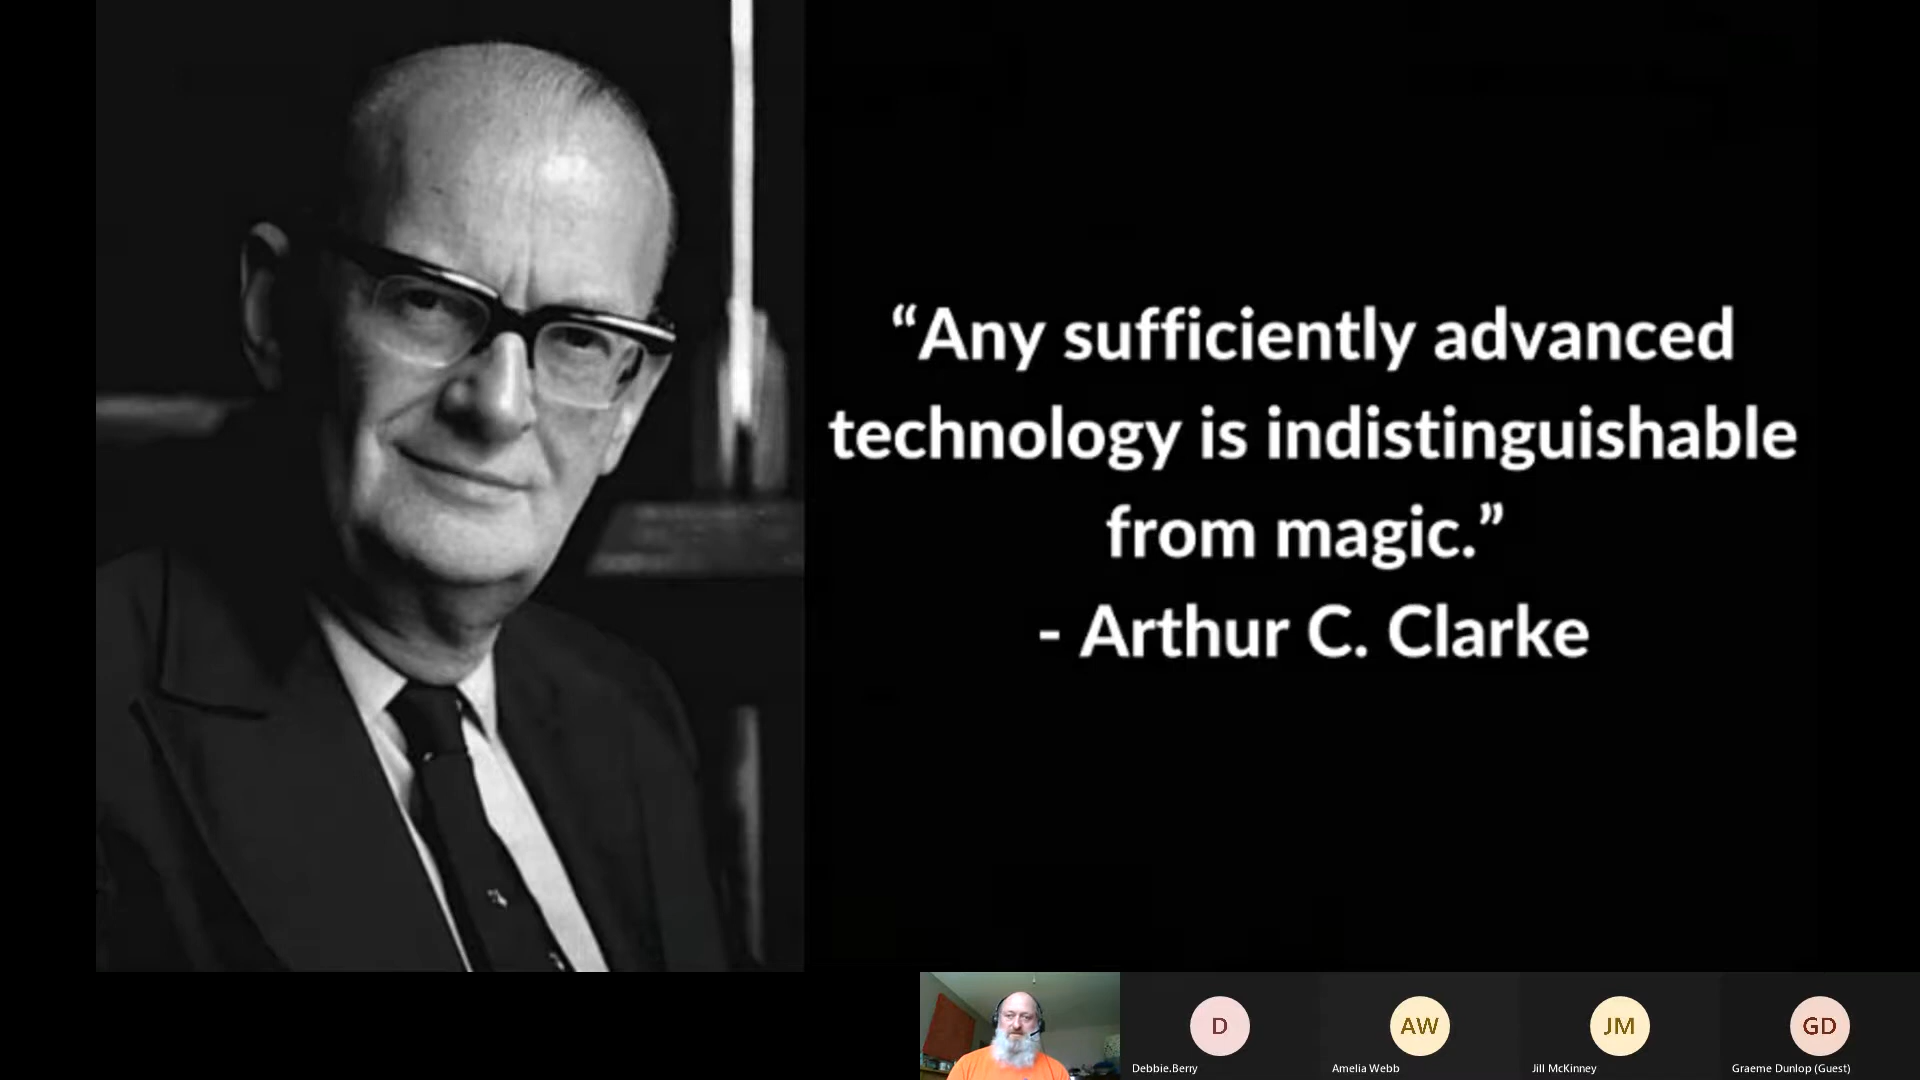 “Any sufficiently advanced
technology is indistinguishable
from magic.”
- Arthur C. Clarke
D
AW
JM
GD
Debbie.Berry
Amelia Webb
Jill McKinney
Graeme Dunlop (Guest)